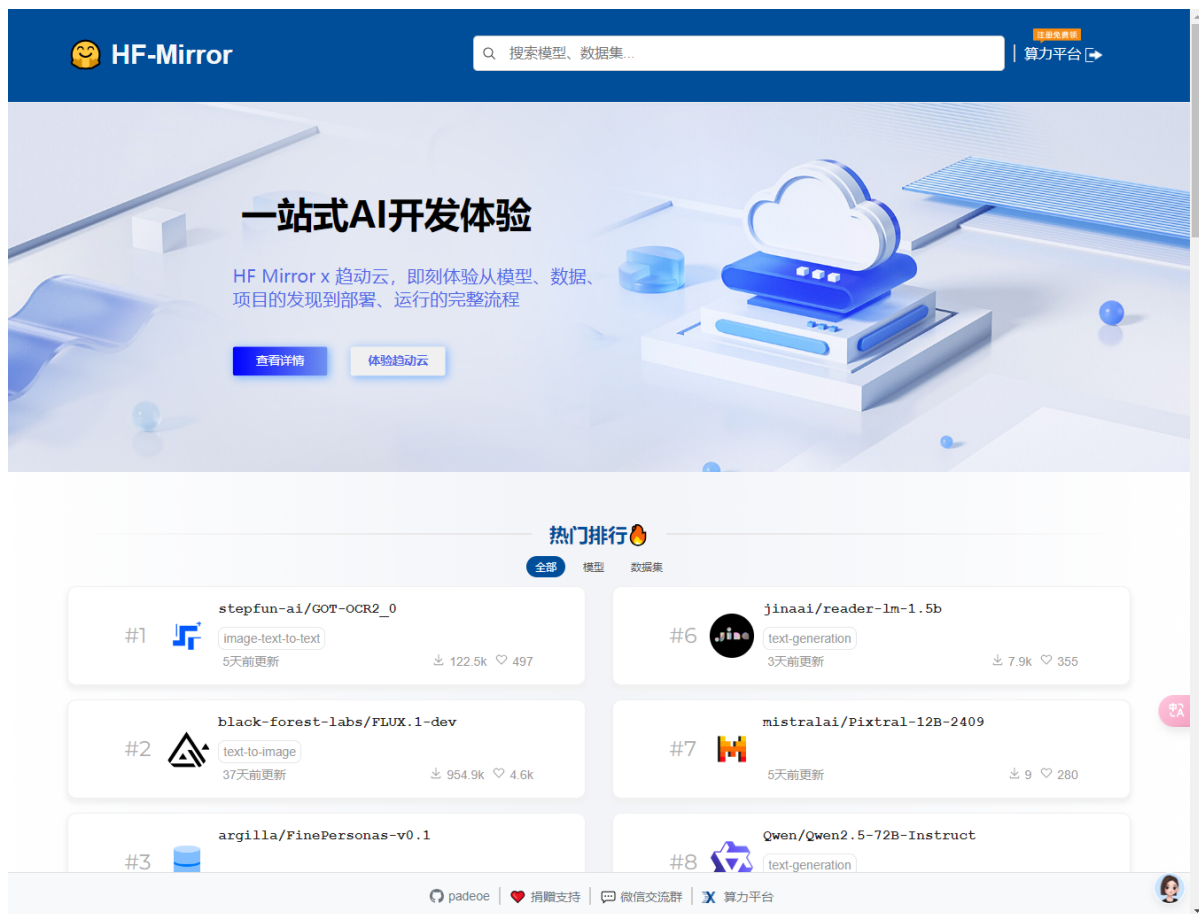 HF-Mirror
搜索模型、数据集...
注册免费领
算力平台
一站式AI开发体验
HF Mirror x 趋动云，即刻体验从模型、数据、
项目的发现到部署、运行的完整流程
查看详情
体验趋动云
热门排行
全部
模型
数据集
#1
stepfun-ai/GOT-OCR2_0
image-text-to-text
5天前更新
122.5k
497
#6
jinaai/reader-lm-1.5b
text-generation
3天前更新
7.9k
355
#2
black-forest-labs/FLUX.1-dev
text-to-image
37天前更新
954.9k
4.6k
#7
mistralai/Pixtral-12B-2409
5天前更新
9
280
#3
argilla/FinePersonas-v0.1
#8
Qwen/Qwen2.5-72B-Instruct
text-generation
padeoe
捐赠支持
微信交流群
算力平台